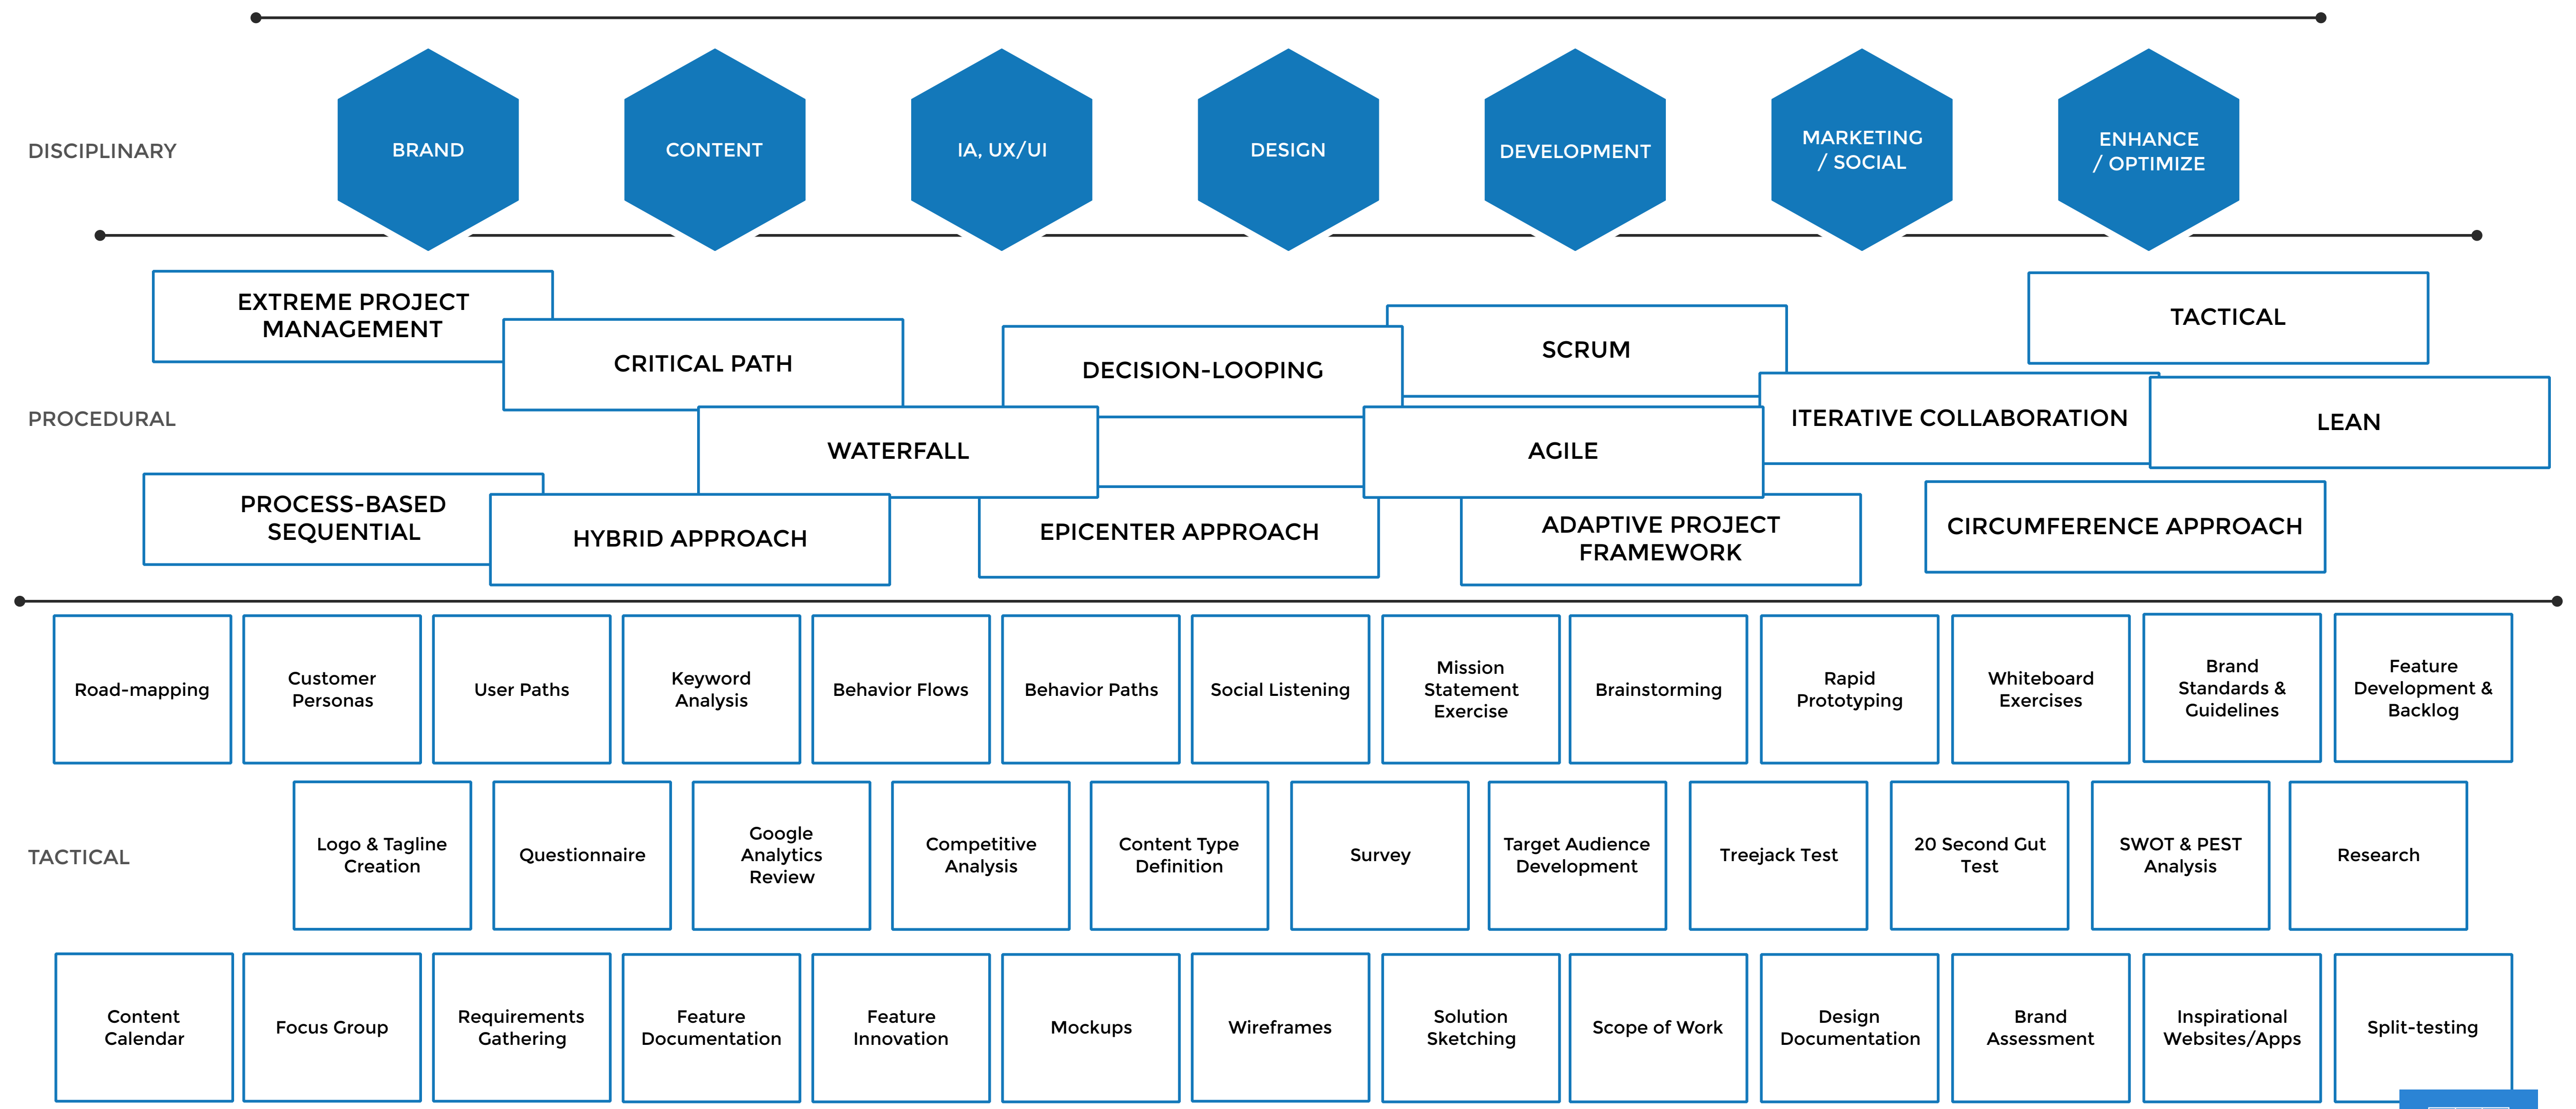 DISCIPLINARY
BRAND
CONTENT
IA, UX/UI
DESIGN
DEVELOPMENT
MARKETING
/ SOCIAL
ENHANCE
/ OPTIMIZE
PROCEDURAL
EXTREME PROJECT
MANAGEMENT
CRITICAL PATH
DECISION-LOOPING
SCRUM
TACTICAL
WATERFALL
AGILE
ITERATIVE COLLABORATION
LEAN
PROCESS-BASED
SEQUENTIAL
HYBRID APPROACH
EPICENTER APPROACH
ADAPTIVE PROJECT
FRAMEWORK
CIRCUMFERENCE APPROACH
TACTICAL
Road-mapping
Customer
Personas
User Paths
Keyword
Analysis
Behavior Flows
Behavior Paths
Social Listening
Mission
Statement
Exercise
Brainstorming
Rapid
Prototyping
Whiteboard
Exercises
Brand
Standards &
Guidelines
Feature
Development &
Backlog
Logo & Tagline
Creation
Questionnaire
Google
Analytics
Review
Competitive
Analysis
Content Type
Definition
Survey
Target Audience
Development
Treejack Test
20 Second Gut
Test
SWOT & PEST
Analysis
Research
Content
Calendar
Focus Group
Requirements
Gathering
Feature
Documentation
Feature
Innovation
Mockups
Wireframes
Solution
Sketching
Scope of Work
Design
Documentation
Brand
Assessment
Inspirational
Websites/Apps
Split-testing